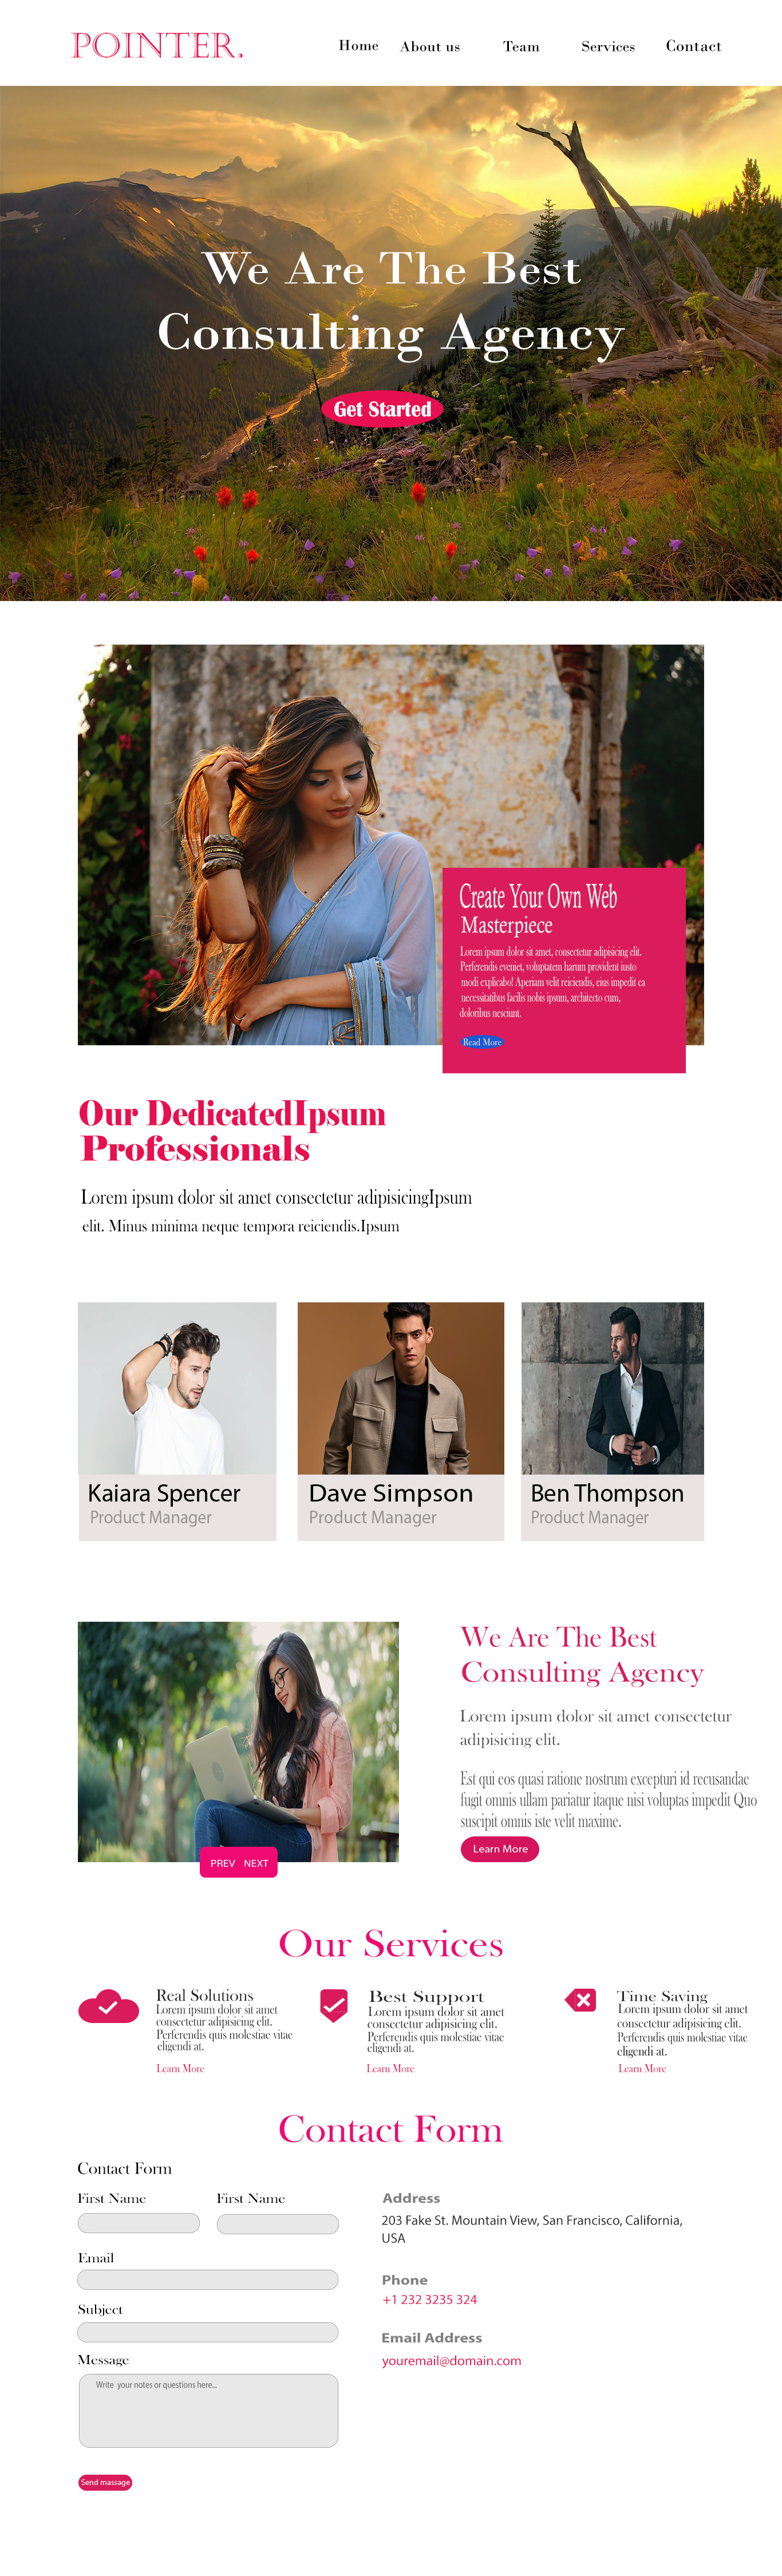 POINTER.
Home About us Team Services Contact
We Are The Best
Consulting Agency
Get Started
Create Your Own Web
Masterpiece
Lorem ipsum dolor sit amet, consectetur adipisicing elit.
Perferendis eveniet, voluptatem harum provident iusto
modi explicabo! Aperiam velit reiciendis, eius impedit ea
necessitatibus facilis nobis ipsum, architecto cum,
doloribus nesciunt.
Read More
Our DedicatedIpsum
Professionals
Lorem ipsum dolor sit amet consectetur adipisicingIpsum
elit. Minus minima neque tempora reiciendis.Ipsum
Kaiara Spencer
Product Manager
Dave Simpson
Product Manager
Ben Thompson
Product Manager
PREV NEXT
We Are The Best
Consulting Agency
Lorem ipsum dolor sit amet consectetur
adipisicing elit.
Est qui eos quasi ratione nostrum excepturi id recusandae
fugit omnis ullam pariatur itaque nisi voluptas impedit Quo
suscipit omnis iste velit maxime.
Learn More
Our Services
Real Solutions
Lorem ipsum dolor sit amet
consectetur adipisicing elit.
Perferendis quis molestiae vitae
eligendi at.
Learn More
Best Support
Lorem ipsum dolor sit amet
consectetur adipisicing elit.
Perferendis quis molestiae vitae
eligendi at.
Learn More
Time Saving
Lorem ipsum dolor sit amet
consectetur adipisicing elit.
Perferendis quis molestiae vitae
eligendi at.
Learn More
Contact Form
Contact Form
First Name First Name
Email
Subject
Message
Write your notes or questions here...
Send massage
Address
203 Fake St. Mountain View, San Francisco, California,
USA
Phone
+1 232 3235 324
Email Address
youremail@domain.com